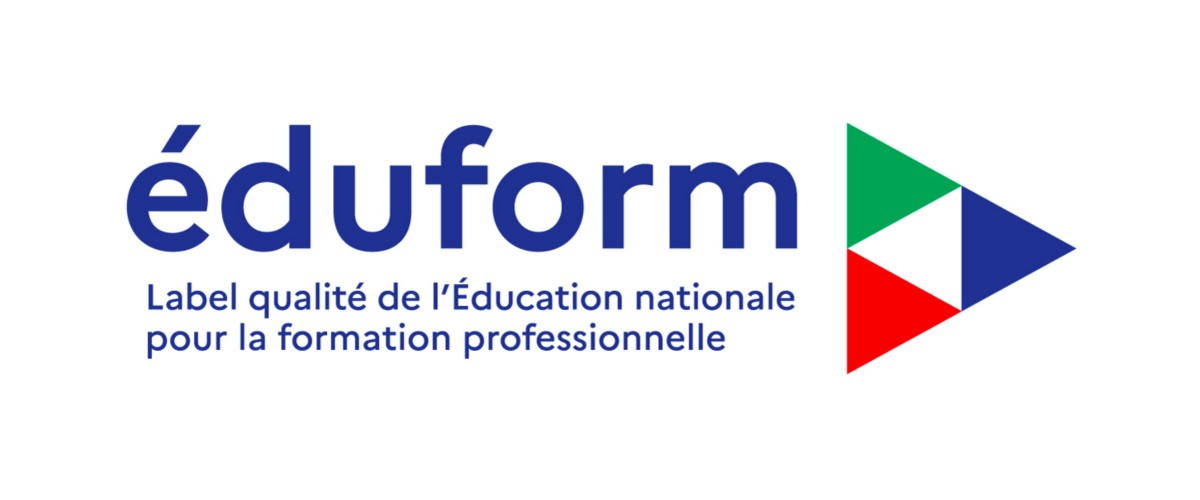 éduform
Label qualité de l'Éducation nationale
pour la formation professionnelle